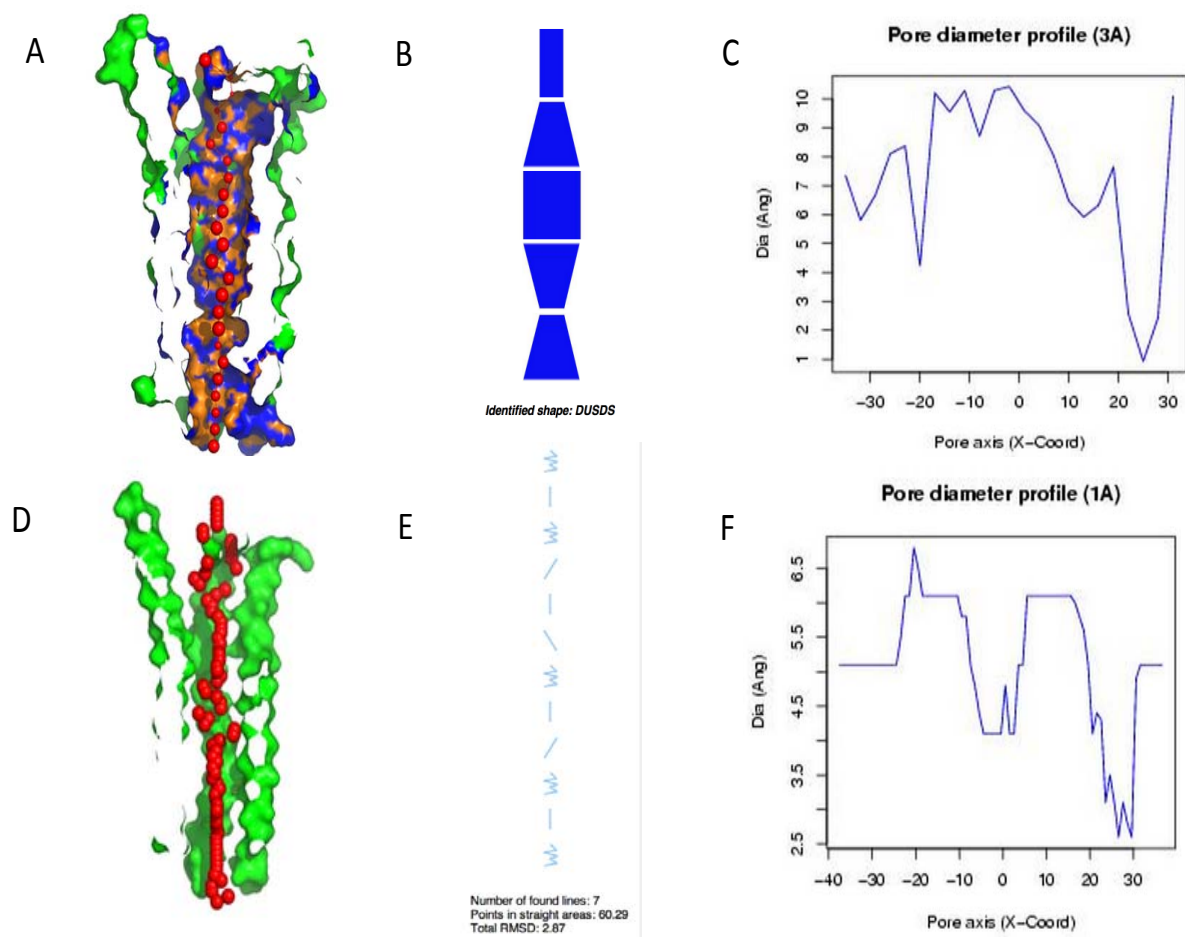 A
B
C
Pore diameter profile (3A)
Dia (Ang)
10
9
8
7
6
5
4
3
2
1
−30 −20 −10 0 10 20 30
Pore axis (X−Coord)
Identified shape: DUSDS
D
E
F
Pore diameter profile (1A)
Dia (Ang)
6.5
5.5
4.5
3.5
2.5
−40 −30 −20 −10 0 10 20 30
Pore axis (X−Coord)
Number of found lines: 7
Points in straight areas: 60.29
Total RMSD: 2.87